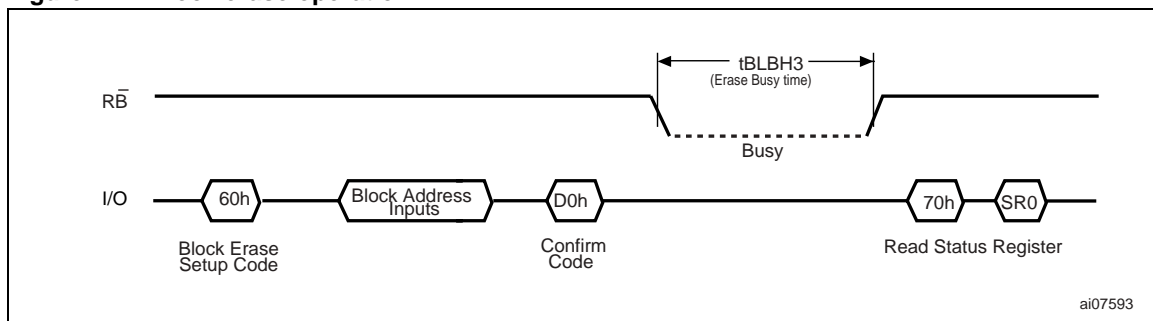 tBLBH3
(Erase Busy time)
RB̅
Busy
I/O
60h
Block Address
Inputs
D0h
70h
SR0
Block Erase
Setup Code
Confirm
Code
Read Status Register
ai07593